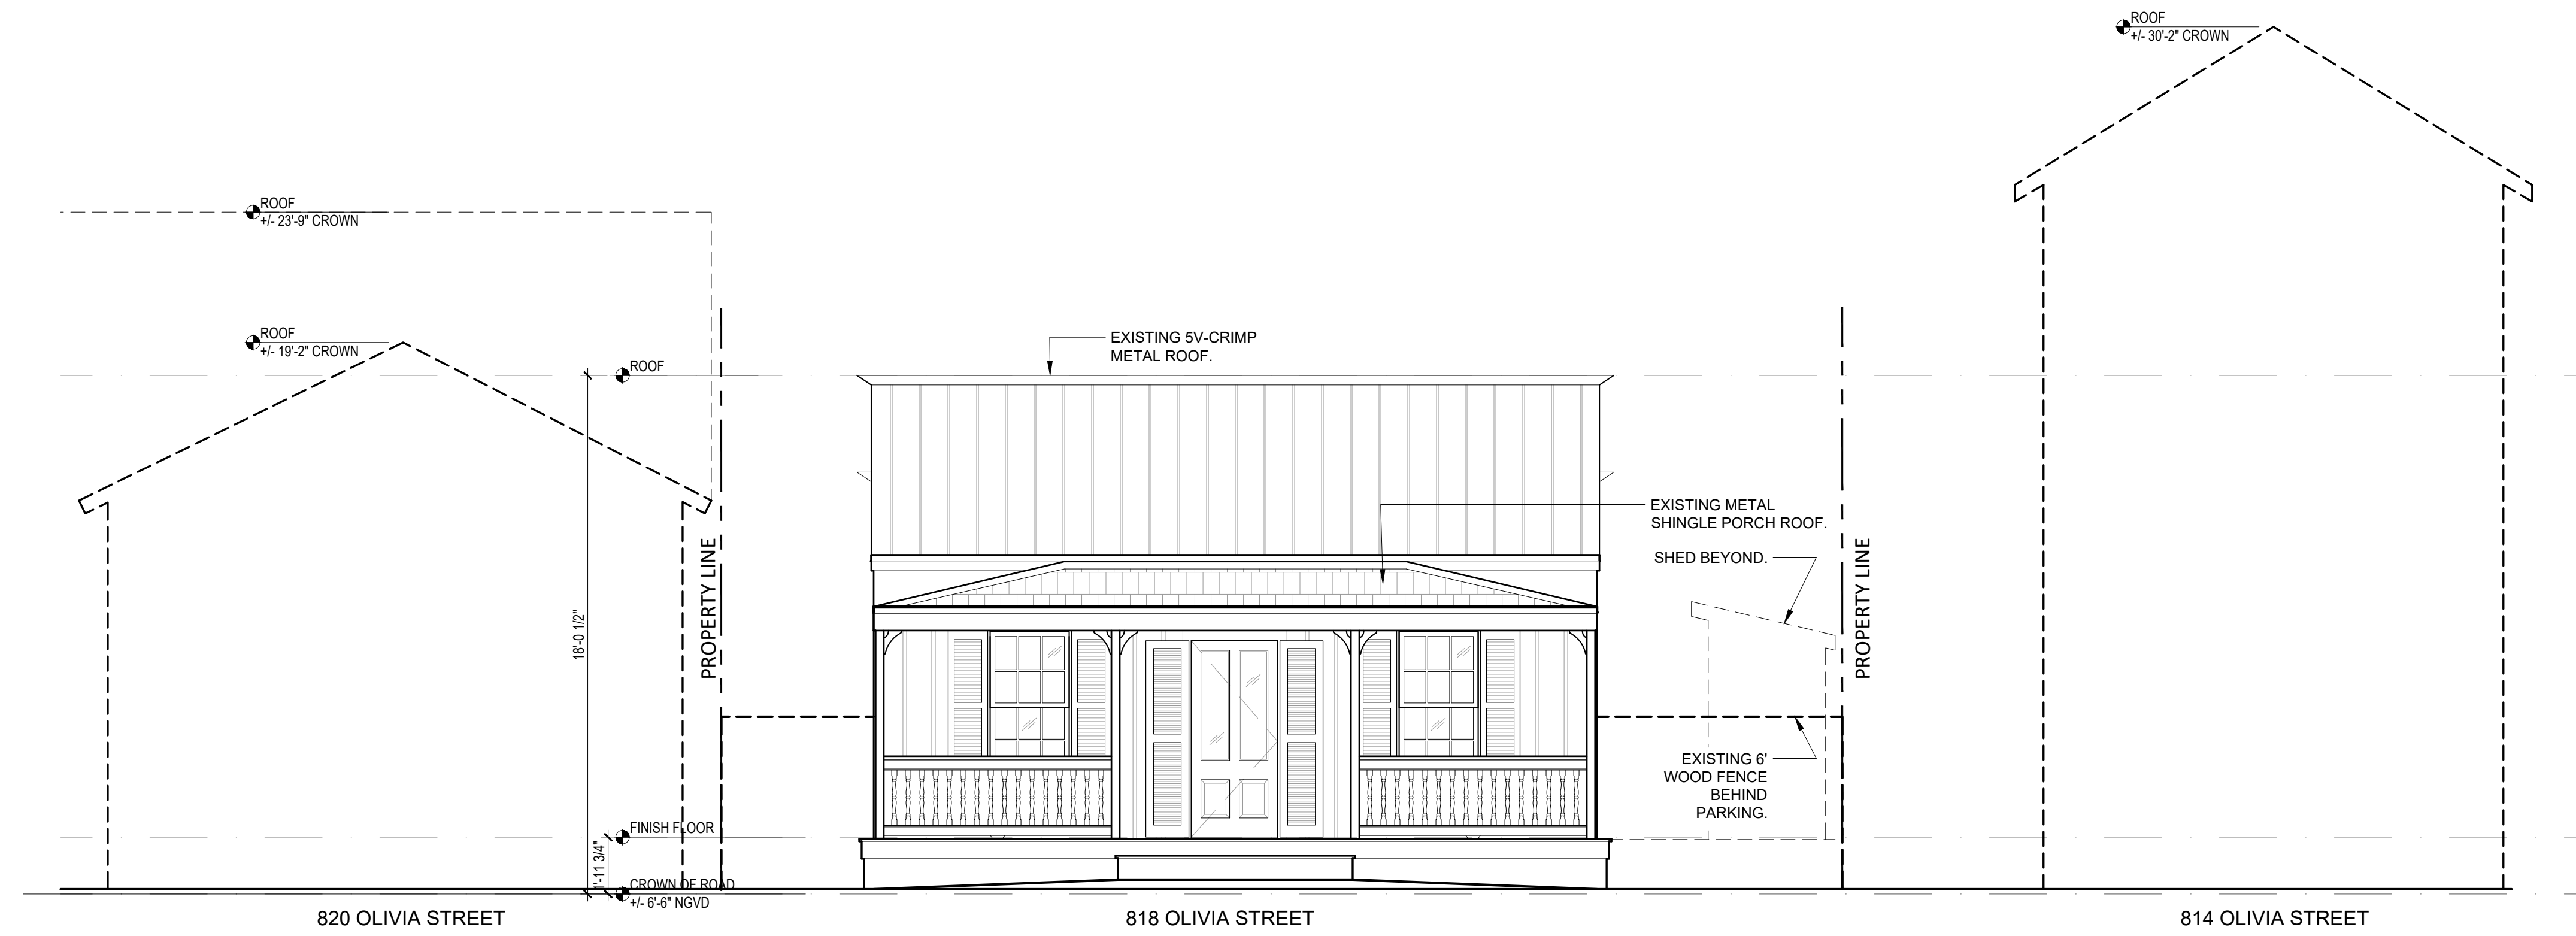 ROOF
+/- 30'-2" CROWN
ROOF
+/- 23'-9" CROWN
ROOF
+/- 19'-2" CROWN
ROOF
EXISTING 5V-CRIMP
METAL ROOF.
EXISTING METAL
SHINGLE PORCH ROOF.
SHED BEYOND.
PROPERTY LINE
PROPERTY LINE
18'-0 1/2"
EXISTING 6'
WOOD FENCE
BEHIND
PARKING.
FINISH FLOOR
1'-11 3/4"
CROWN OF ROAD
+/- 6'-6" NGVD
820 OLIVIA STREET
818 OLIVIA STREET
814 OLIVIA STREET